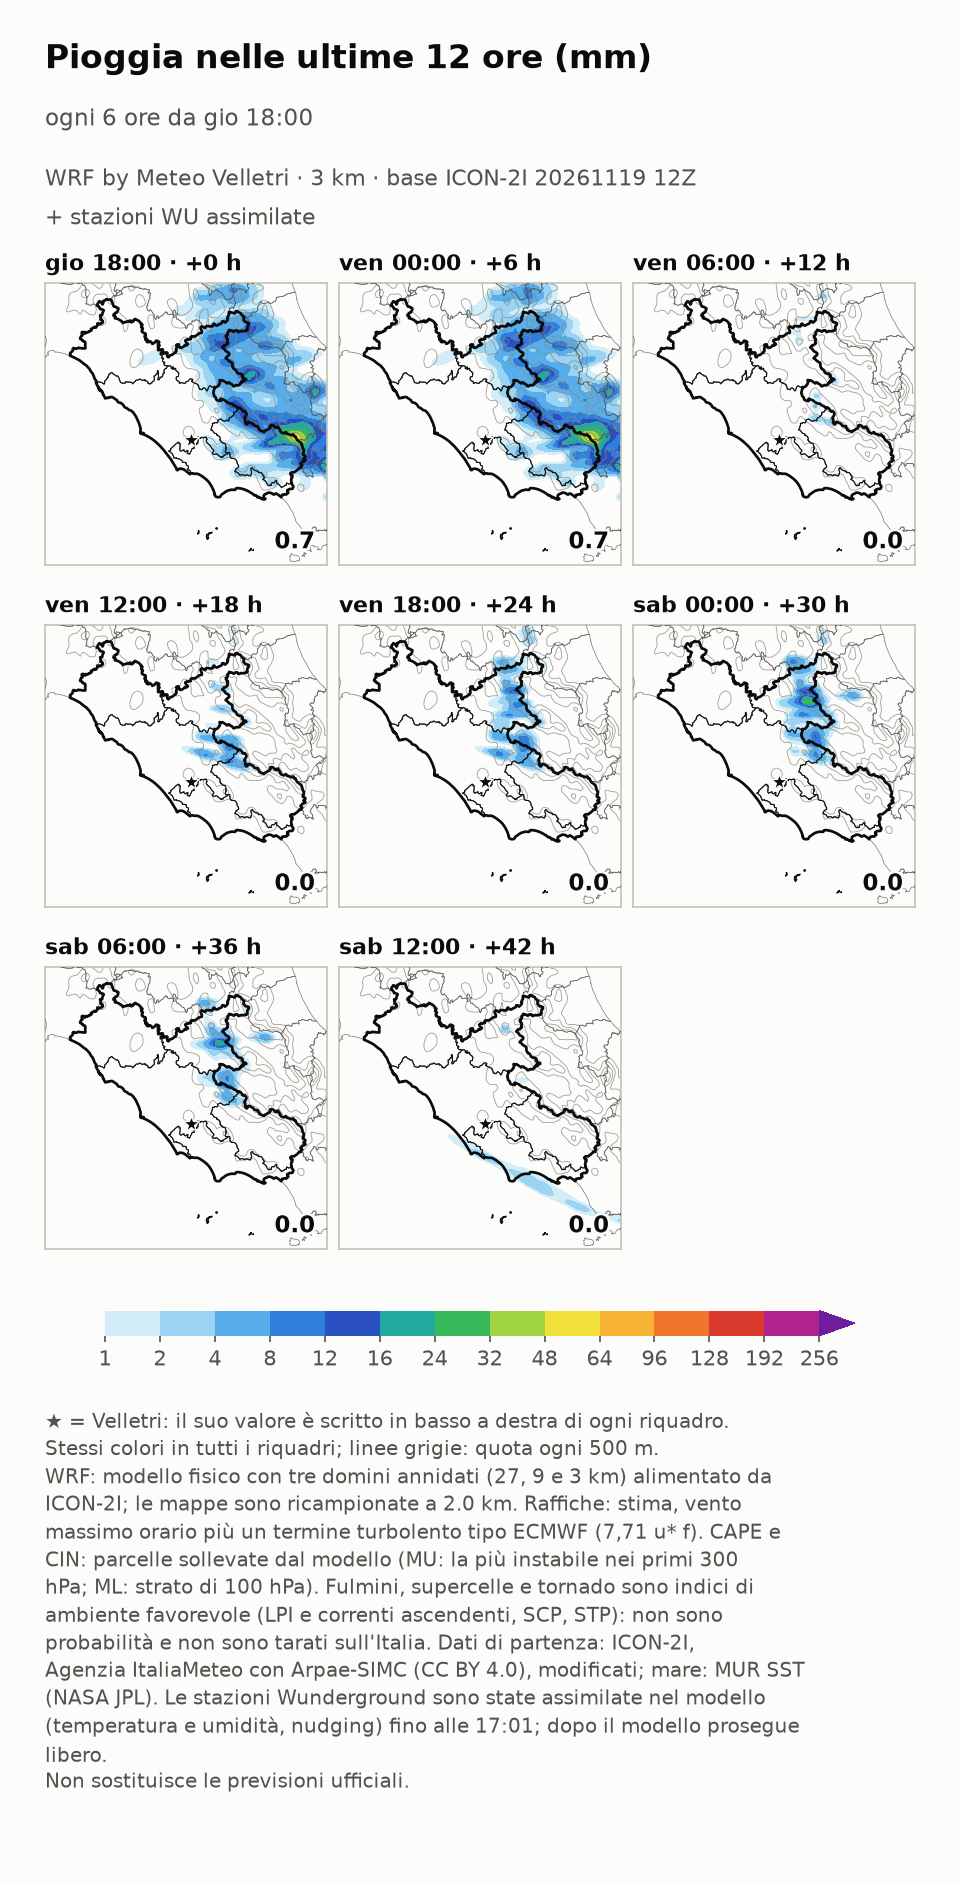 Pioggia nelle ultime 12 ore (mm)
ogni 6 ore da gio 18:00
WRF by Meteo Velletri · 3 km · base ICON-2I 20261119 12Z
+ stazioni WU assimilate
gio 18:00 · +0 h
ven 00:00 · +6 h
ven 06:00 · +12 h
0.7
0.7
0.0
ven 12:00 · +18 h
ven 18:00 · +24 h
sab 00:00 · +30 h
0.0
0.0
0.0
sab 06:00 · +36 h
sab 12:00 · +42 h
0.0
0.0
1 2 4 8 12 16 24 32 48 64 96 128 192 256
★ = Velletri: il suo valore è scritto in basso a destra di ogni riquadro.
Stessi colori in tutti i riquadri; linee grigie: quota ogni 500 m.
WRF: modello fisico con tre domini annidati (27, 9 e 3 km) alimentato da
ICON-2I; le mappe sono ricampionate a 2.0 km. Raffiche: stima, vento
massimo orario più un termine turbolento tipo ECMWF (7,71 u* f). CAPE e
CIN: parcelle sollevate dal modello (MU: la più instabile nei primi 300
hPa; ML: strato di 100 hPa). Fulmini, supercelle e tornado sono indici di
ambiente favorevole (LPI e correnti ascendenti, SCP, STP): non sono
probabilità e non sono tarati sull'Italia. Dati di partenza: ICON-2I,
Agenzia ItaliaMeteo con Arpae-SIMC (CC BY 4.0), modificati; mare: MUR SST
(NASA JPL). Le stazioni Wunderground sono state assimilate nel modello
(temperatura e umidità, nudging) fino alle 17:01; dopo il modello prosegue
libero.
Non sostituisce le previsioni ufficiali.